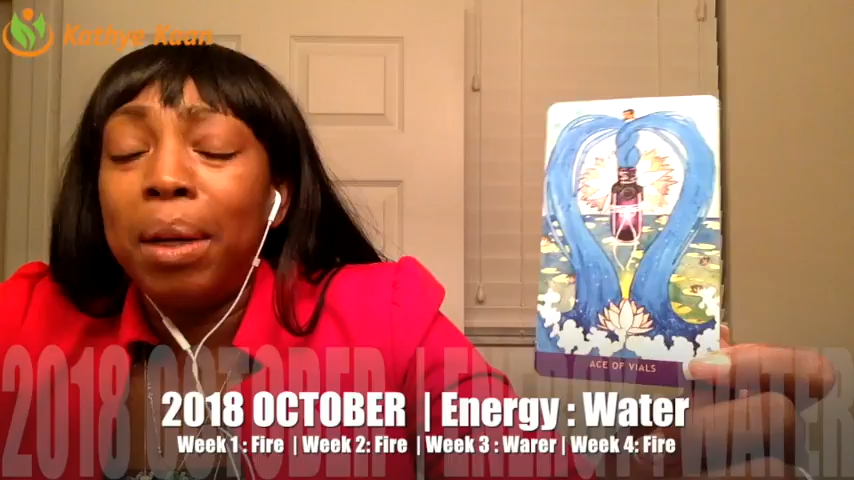 Kathye Kaan
ACE OF VIALS
2018 OCTOBER | Energy : Water
Week 1 : Fire | Week 2: Fire | Week 3 : Warer | Week 4: Fire
2018 OCTOBER | ENERGY : WATER